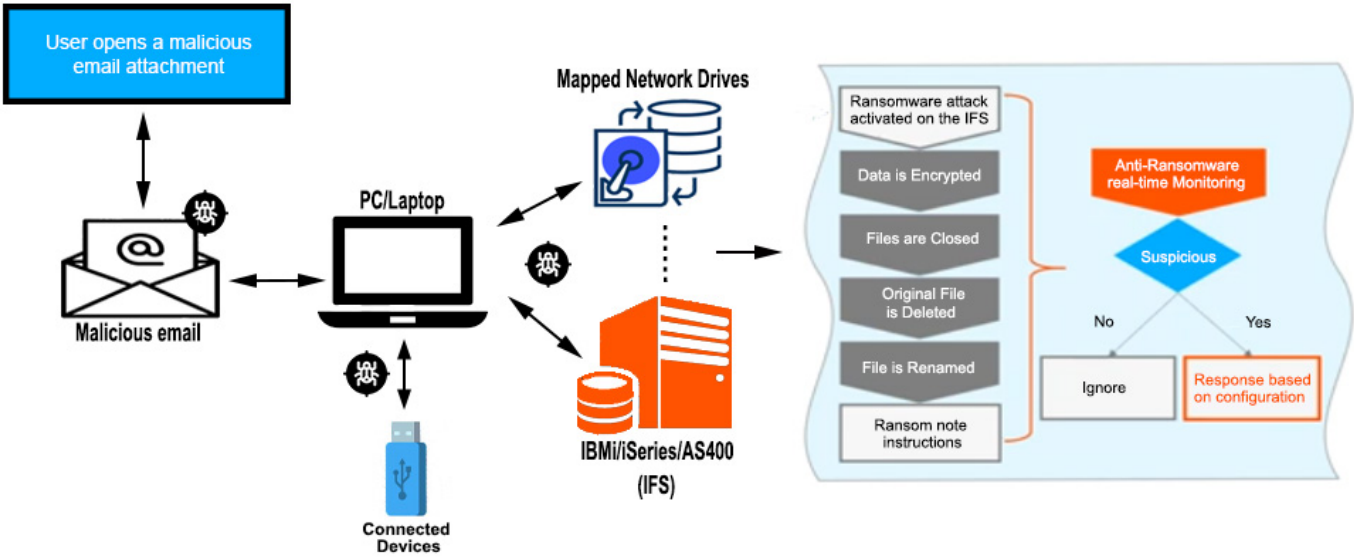 User opens a malicious
email attachment
Malicious email
PC/Laptop
Connected
Devices
Mapped Network Drives
IBMi/iSeries/AS400
(IFS)
Ransomware attack
activated on the IFS
Data is Encrypted
Files are Closed
Original File
is Deleted
File is Renamed
Ransom note
instructions
Anti-Ransomware
real-time Monitoring
Suspicious
No
Yes
Ignore
Response based
on configuration